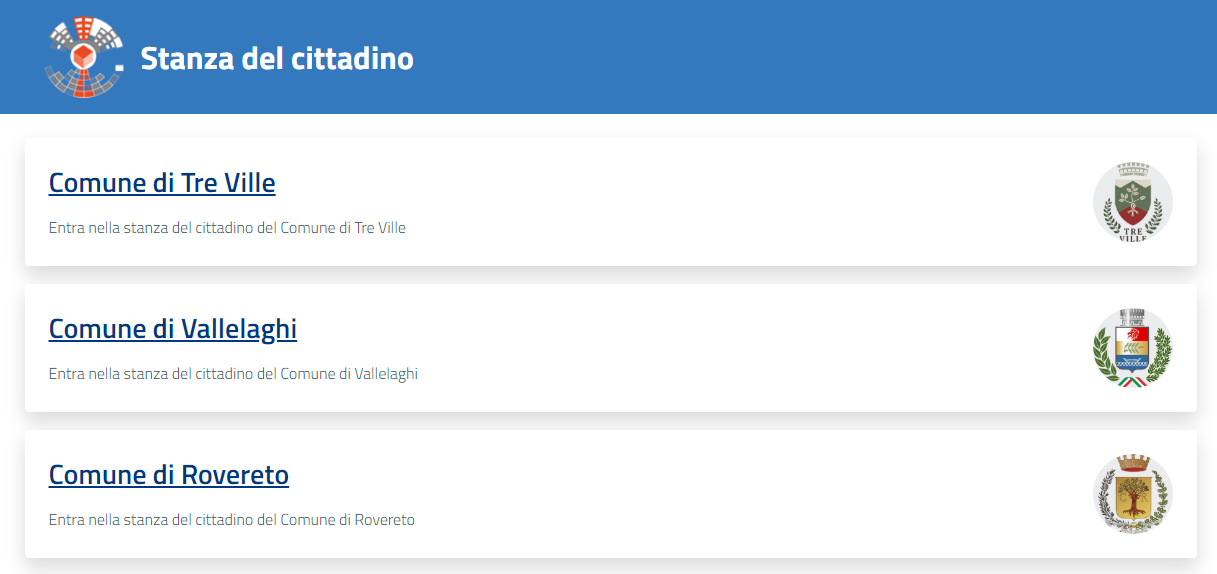 Stanza del cittadino
Comune di Tre Ville
Entra nella stanza del cittadino del Comune di Tre Ville
TRE
VILLE
Comune di Vallelaghi
Entra nella stanza del cittadino del Comune di Vallelaghi
Comune di Rovereto
Entra nella stanza del cittadino del Comune di Rovereto